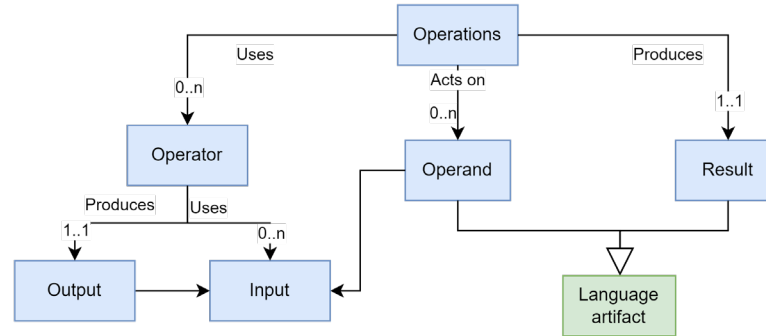 Operations
Uses
Produces
Acts on
0..n
0..n
1..1
Operator
Operand
Result
Produces
Uses
1..1
0..n
Output
Input
Language
artifact